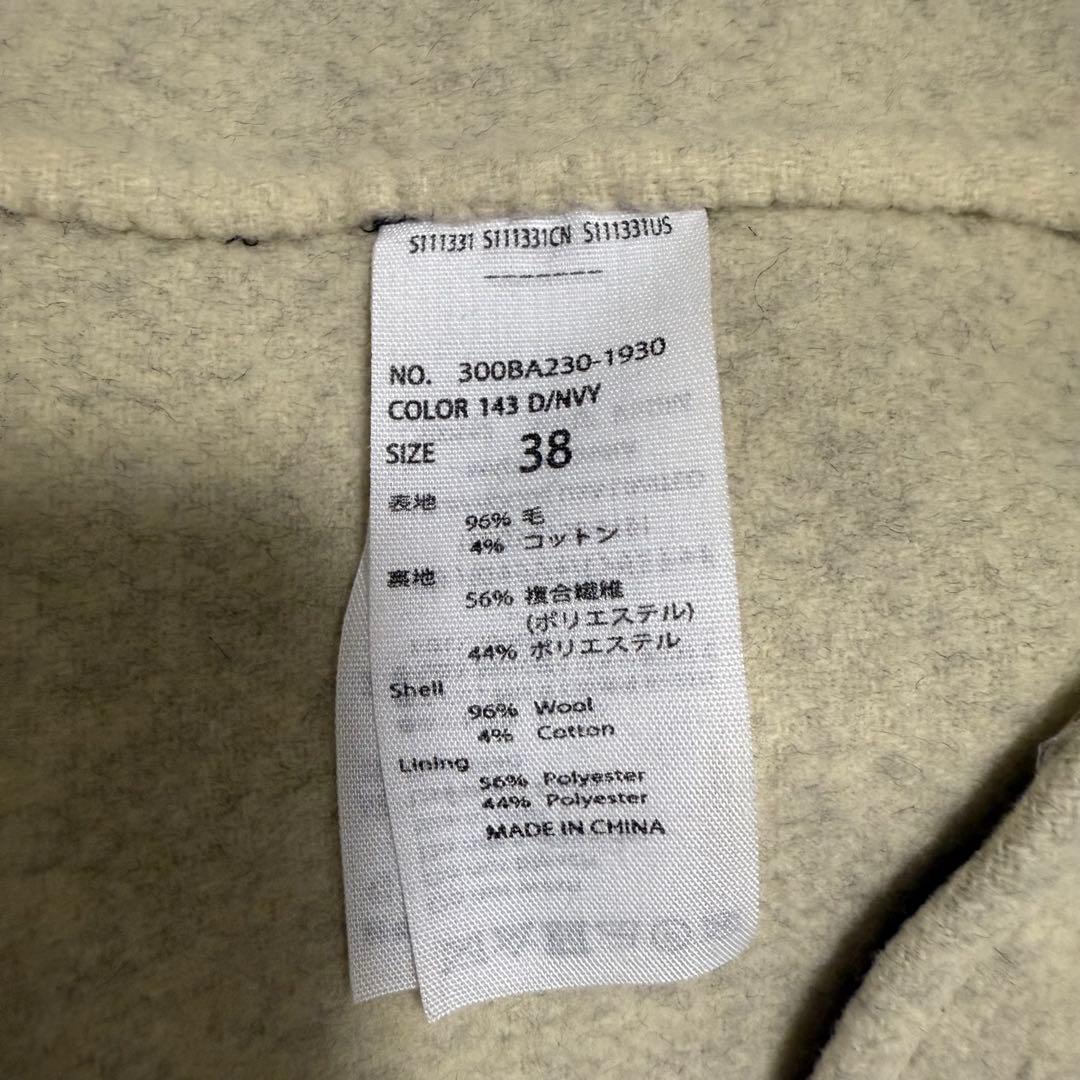 S111331 S111331CN S111331US
-------
NO. 300BA230-1930
COLOR 143 D/NVY
SIZE 38
表地
96% 毛
4% コットン
裏地
56% 複合繊維
(ポリエステル)
44% ポリエステル
Shell
96% Wool
4% Cotton
Lining
56% Polyester
44% Polyester
MADE IN CHINA